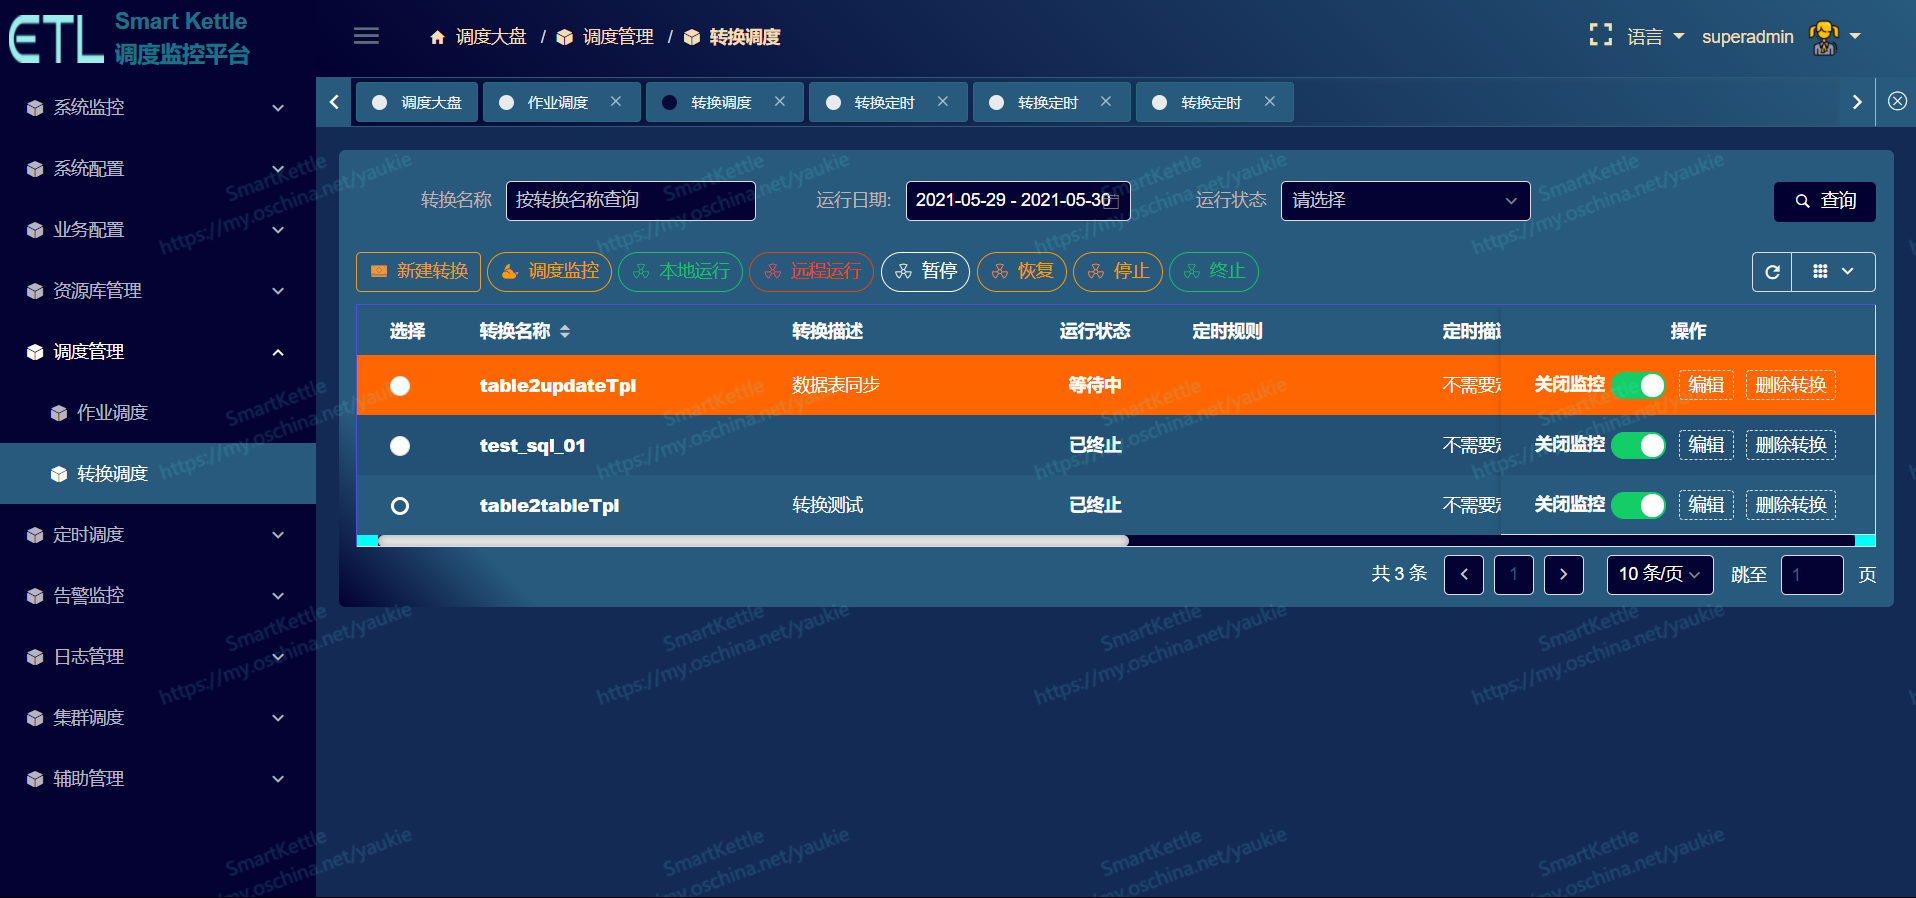 ETL
Smart Kettle
调度监控平台
调度大盘 / 调度管理 / 转换调度
语言 superadmin
调度大盘 作业调度 转换调度 转换定时 转换定时 转换定时
系统监控
系统配置
业务配置
资源库管理
调度管理
作业调度
转换调度
定时调度
告警监控
日志管理
集群调度
辅助管理
转换名称 按转换名称查询 运行日期: 2021-05-29 - 2021-05-30 运行状态 请选择 查询
新建转换 调度监控 本地运行 远程运行 暂停 恢复 停止 终止
选择 转换名称 转换描述 运行状态 定时规则 定时描述 操作
table2updateTpl 数据表同步 等待中 不需要定 关闭监控 编辑 删除转换
test_sql_01 已终止 不需要定 关闭监控 编辑 删除转换
table2tableTpl 转换测试 已终止 不需要定 关闭监控 编辑 删除转换
共 3 条 1 10 条/页 跳至 1 页
SmartKettle
https://my.oschina.net/yaukie